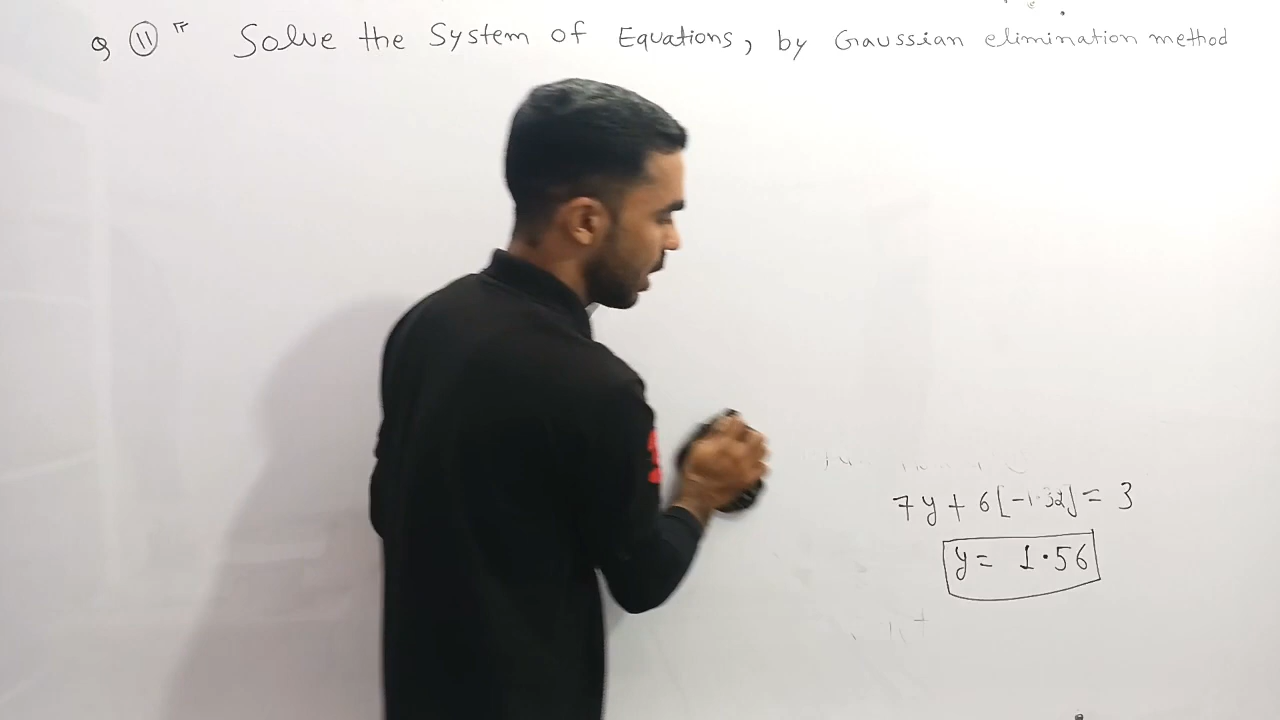 Q 11 Solve the System of Equations, by Gaussian elimination method
7y + 6[-1.32] = 3
y = 1.56